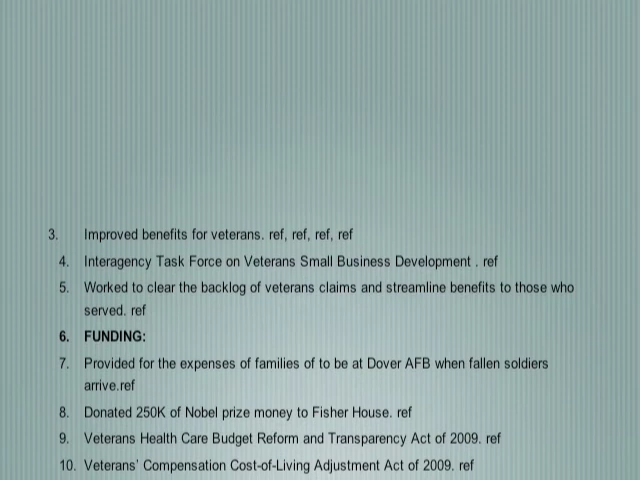 3. Improved benefits for veterans. ref, ref, ref, ref
4. Interagency Task Force on Veterans Small Business Development . ref
5. Worked to clear the backlog of veterans claims and streamline benefits to those who
served. ref
6. FUNDING:
7. Provided for the expenses of families of to be at Dover AFB when fallen soldiers
arrive.ref
8. Donated 250K of Nobel prize money to Fisher House. ref
9. Veterans Health Care Budget Reform and Transparency Act of 2009. ref
10. Veterans' Compensation Cost-of-Living Adjustment Act of 2009. ref